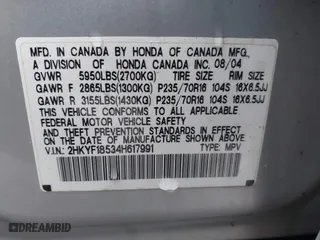 MFD. IN CANADA BY HONDA OF CANADA MFG.,
A DIVISION OF HONDA CANADA INC. 08/04
GVWR 5950LBS(2700KG) TIRE SIZE RIM SIZE
GAWR F 2865LBS(1300KG) P235/70R16 104S 16X6.5JJ
GAWR R 3155LBS(1430KG) P235/70R16 104S 16X6.5JJ
THIS VEHICLE CONFORMS TO ALL APPLICABLE
FEDERAL MOTOR VEHICLE SAFETY STANDARDS IN
EFFECT ON THE DATE OF MANUFACTURE SHOWN ABOVE.
V.I.N.: 2HKYF18534H617991 TYPE: MPV
DREAMBID